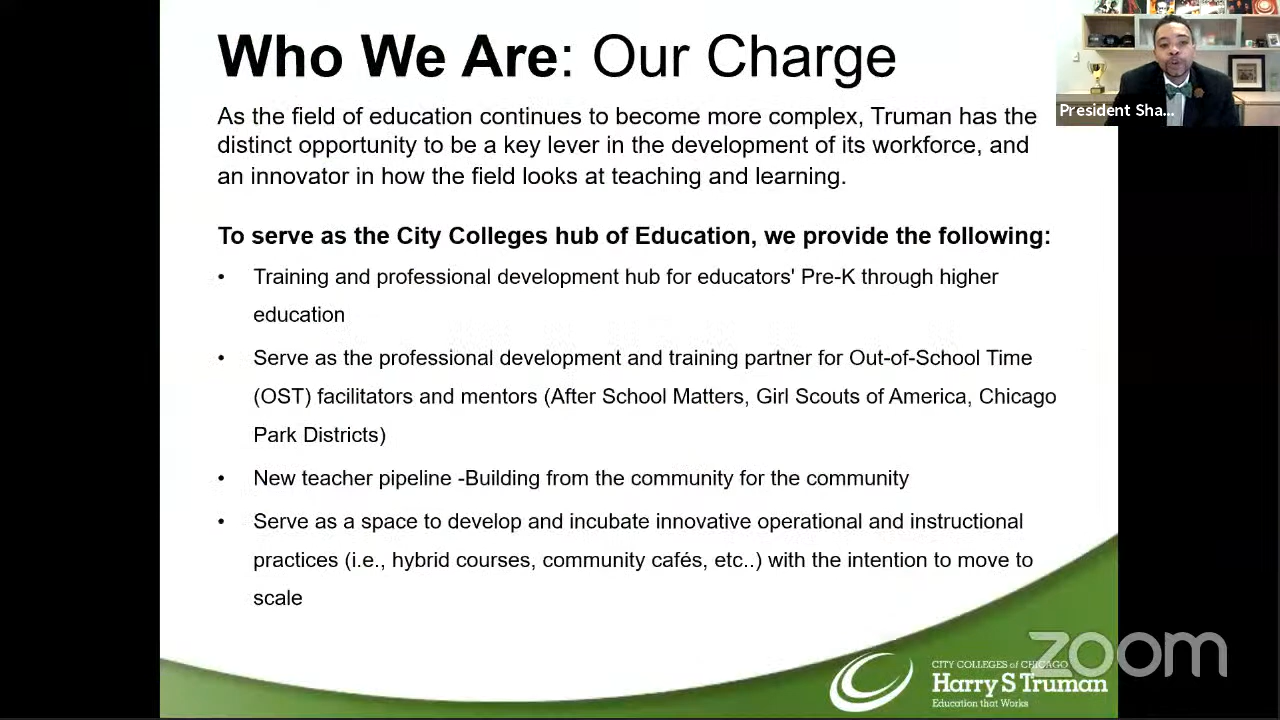 Who We Are: Our Charge
As the field of education continues to become more complex, Truman has the
distinct opportunity to be a key lever in the development of its workforce, and
an innovator in how the field looks at teaching and learning.
To serve as the City Colleges hub of Education, we provide the following:
• Training and professional development hub for educators' Pre-K through higher
education
• Serve as the professional development and training partner for Out-of-School Time
(OST) facilitators and mentors (After School Matters, Girl Scouts of America, Chicago
Park Districts)
• New teacher pipeline -Building from the community for the community
• Serve as a space to develop and incubate innovative operational and instructional
practices (i.e., hybrid courses, community cafés, etc..) with the intention to move to
scale
President Sha...
zoom
CITY COLLEGES of CHICAGO
Harry S Truman
Education that Works